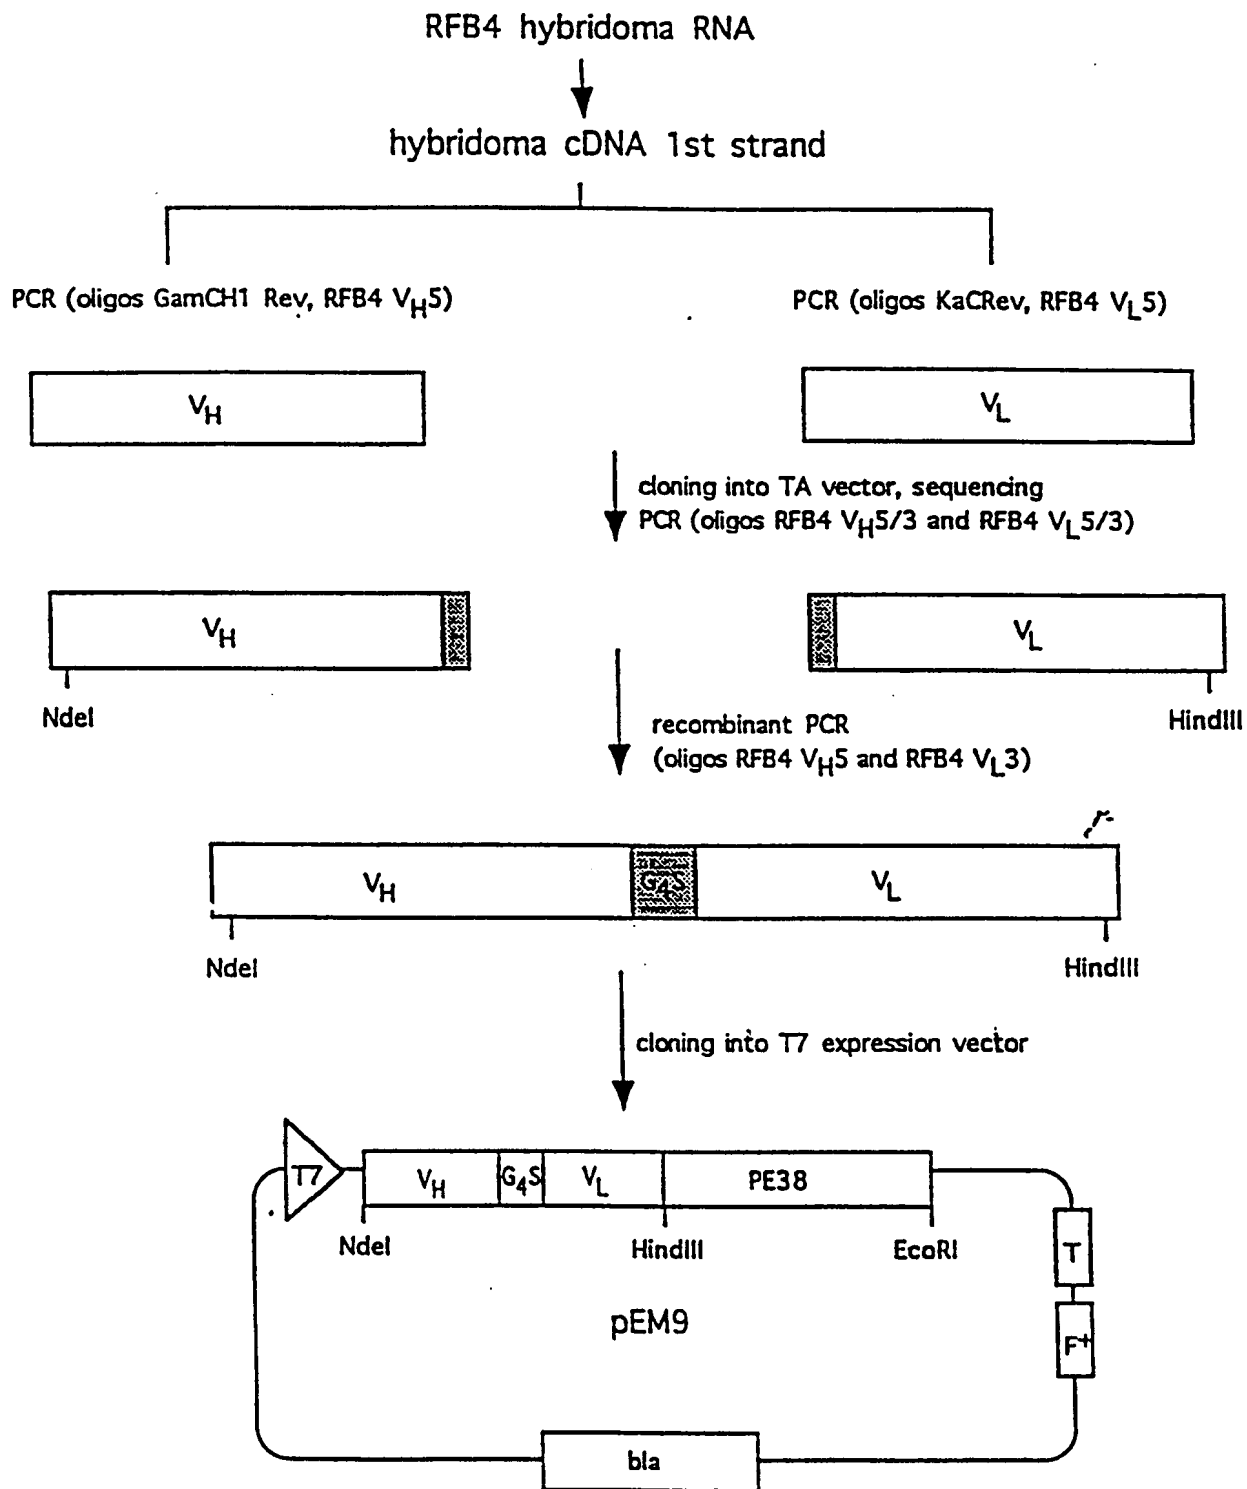 RFB4 hybridoma RNA
hybridoma cDNA 1st strand
PCR (oligos GamCH1 Rev, RFB4 VH5)
PCR (oligos KaCRev, RFB4 VL5)
VH
VL
cloning into TA vector, sequencing
PCR (oligos RFB4 VH5/3 and RFB4 VL5/3)
VH
VL
NdeI
HindIII
recombinant PCR
(oligos RFB4 VH5 and RFB4 VL3)
VH
G4S
VL
NdeI
HindIII
cloning into T7 expression vector
T7
VH
G4S
VL
PE38
NdeI
HindIII
EcoRI
T
pEM9
F+
bla